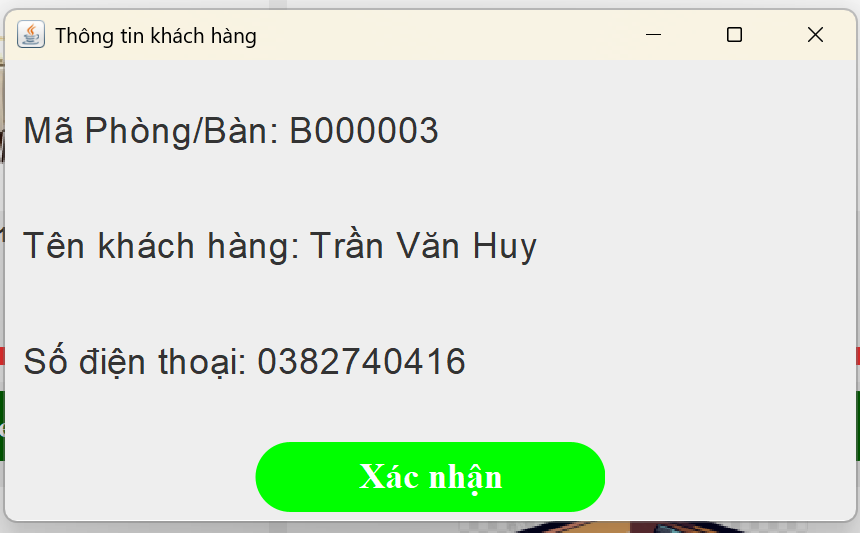 Thông tin khách hàng
Mã Phòng/Bàn: B000003
Tên khách hàng: Trần Văn Huy
Số điện thoại: 0382740416
Xác nhận